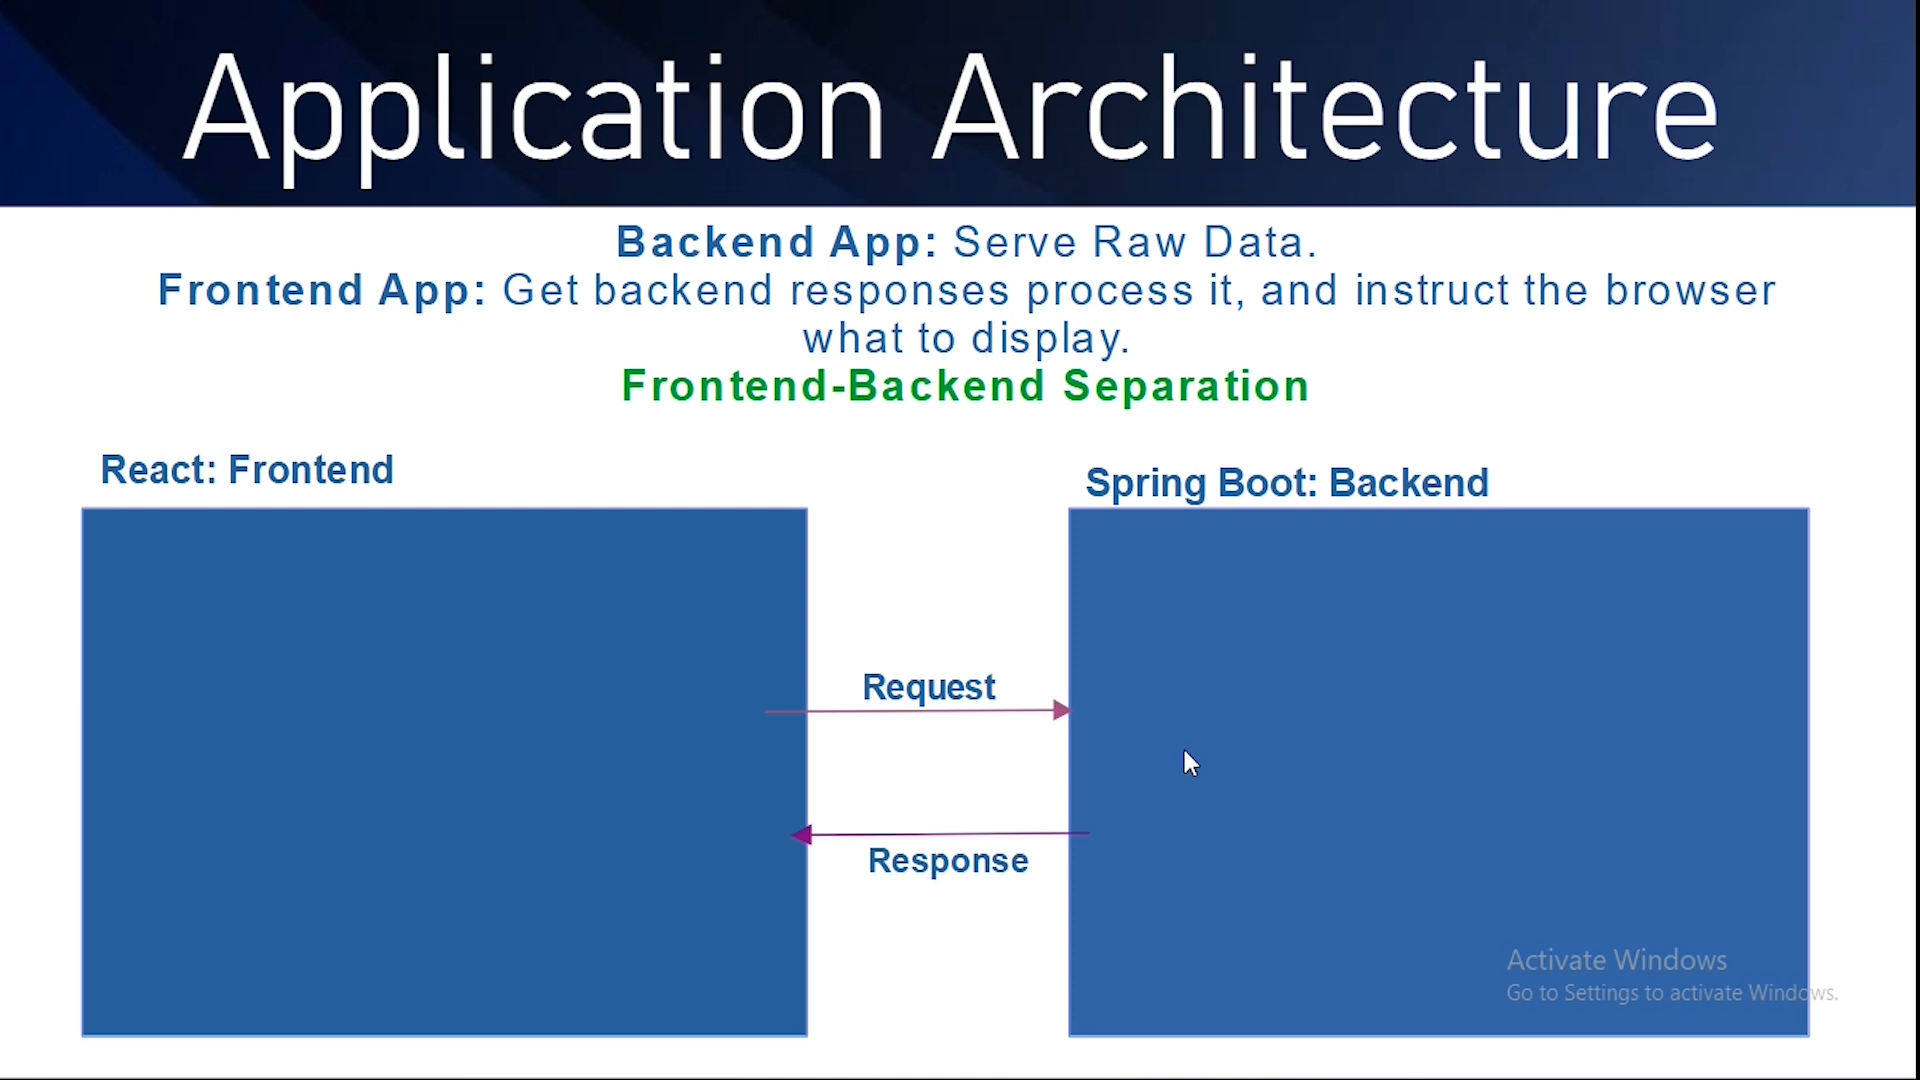 Application Architecture
Backend App: Serve Raw Data.
Frontend App: Get backend responses process it, and instruct the browser
what to display.
Frontend-Backend Separation
React: Frontend
Spring Boot: Backend
Request
Response
Activate Windows
Go to Settings to activate Windows.